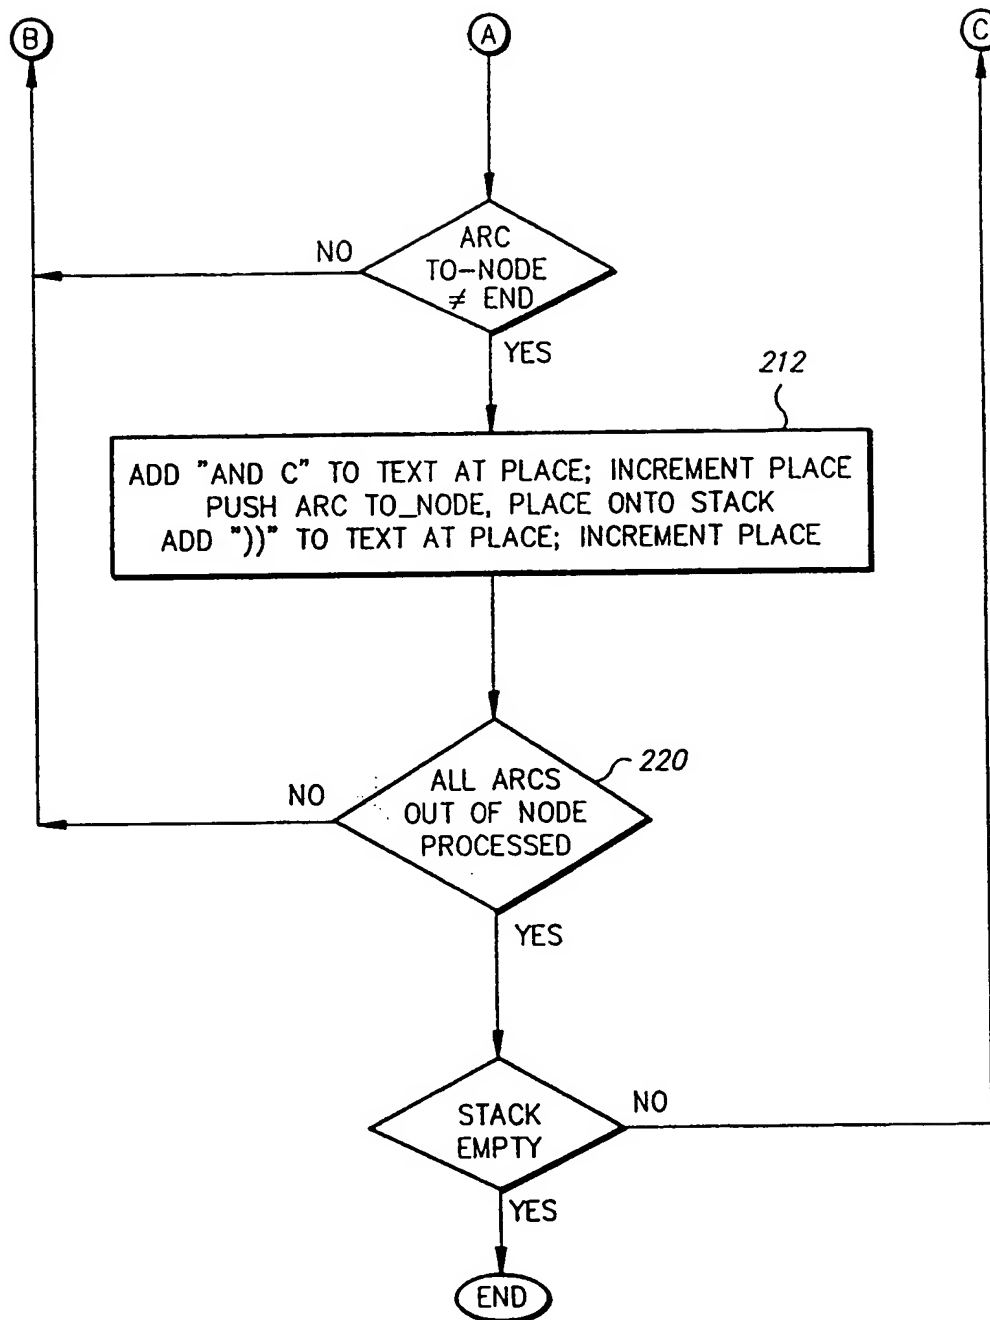 B
A
C
ARC
TO-NODE
≠ END
NO
YES
212
ADD "AND C" TO TEXT AT PLACE; INCREMENT PLACE
PUSH ARC TO_NODE, PLACE ONTO STACK
ADD "))" TO TEXT AT PLACE; INCREMENT PLACE
220
ALL ARCS
OUT OF NODE
PROCESSED
NO
YES
STACK
EMPTY
NO
YES
END